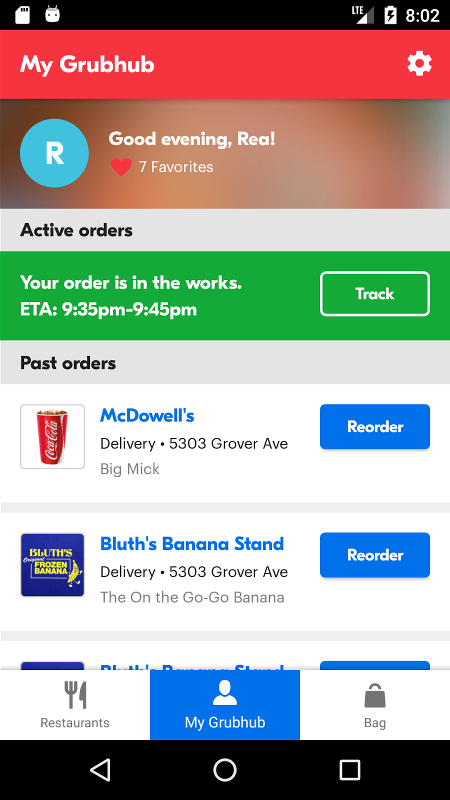 LTE 8:02
My Grubhub
R
Good evening, Rea!
7 Favorites
Active orders
Your order is in the works.
ETA: 9:35pm-9:45pm
Track
Past orders
McDowell's
Delivery • 5303 Grover Ave
Big Mick
Reorder
Coca-Cola
Bluth's Banana Stand
Delivery • 5303 Grover Ave
The On the Go-Go Banana
Reorder
BLUTH'S
Original
FROZEN
BANANA
Bluth's Banana Stand
Restaurants
My Grubhub
Bag